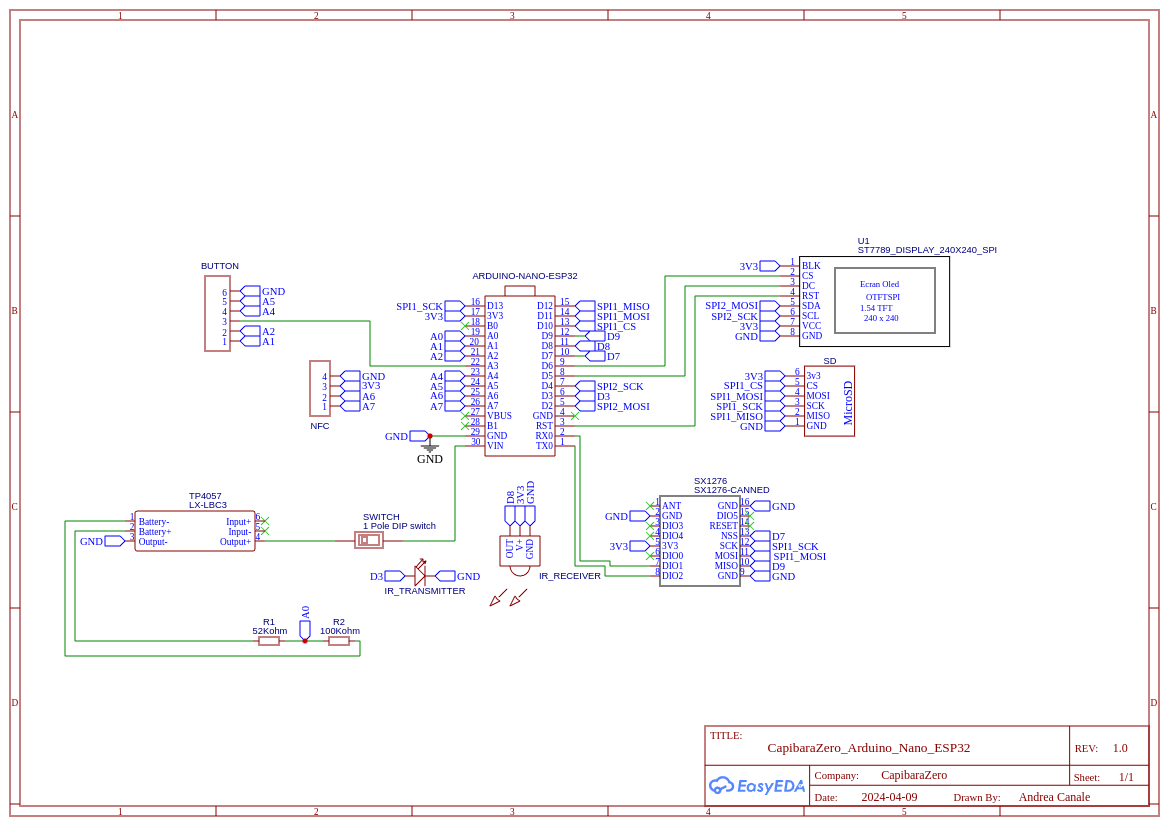 1 2 3 4 5
A A
B B
C C
D D
BUTTON
6 GND
5 A5
4 A4
3
2 A2
1 A1
NFC
4 GND
3 3V3
2 A6
1 A7
ARDUINO-NANO-ESP32
SPI1_SCK 16 D13 D12 15 SPI1_MISO
3V3 17 3V3 D11 14 SPI1_MOSI
18 B0 D10 13 SPI1_CS
A0 19 A0 D9 12 D9
A1 20 A1 D8 11 D8
A2 21 A2 D7 10 D7
22 A3 D6 9
A4 23 A4 D5 8
A5 24 A5 D4 7 SPI2_SCK
A6 25 A6 D3 6 D3
A7 26 A7 D2 5 SPI2_MOSI
27 VBUS GND 4
28 B1 RST 3
GND 29 GND RX0 2
30 VIN TX0 1
GND
U1
ST7789_DISPLAY_240X240_SPI
3V3 1 BLK
2 CS
3 DC
4 RST
SPI2_MOSI 5 SDA
SPI2_SCK 6 SCL
3V3 7 VCC
GND 8 GND
Ecran Oled
OTFTSPI
1.54 TFT
240 x 240
SD
3V3 6 3v3
SPI1_CS 5 CS
SPI1_MOSI 4 MOSI
SPI1_SCK 3 SCK
SPI1_MISO 2 MISO
GND 1 GND
MicroSD
TP4057
LX-LBC3
1 Battery- Input+ 6
2 Battery+ Input- 5
GND 3 Output- Output+ 4
SWITCH
1 Pole DIP switch
D8 3V3 GND
OUT V+ GND
IR_RECEIVER
D3 GND
IR_TRANSMITTER
SX1276
SX1276-CANNED
1 ANT GND 16 GND
GND 2 GND DIO5 15
3 DIO3 RESET 14
4 DIO4 NSS 13 D7
3V3 5 3V3 SCK 12 SPI1_SCK
6 DIO0 MOSI 11 SPI1_MOSI
7 DIO1 MISO 10 D9
8 DIO2 GND 9 GND
R1
52Kohm
A0
R2
100Kohm
TITLE:
CapibaraZero_Arduino_Nano_ESP32
REV: 1.0
EasyEDA
Company: CapibaraZero
Sheet: 1/1
Date: 2024-04-09 Drawn By: Andrea Canale
1 2 3 4 5